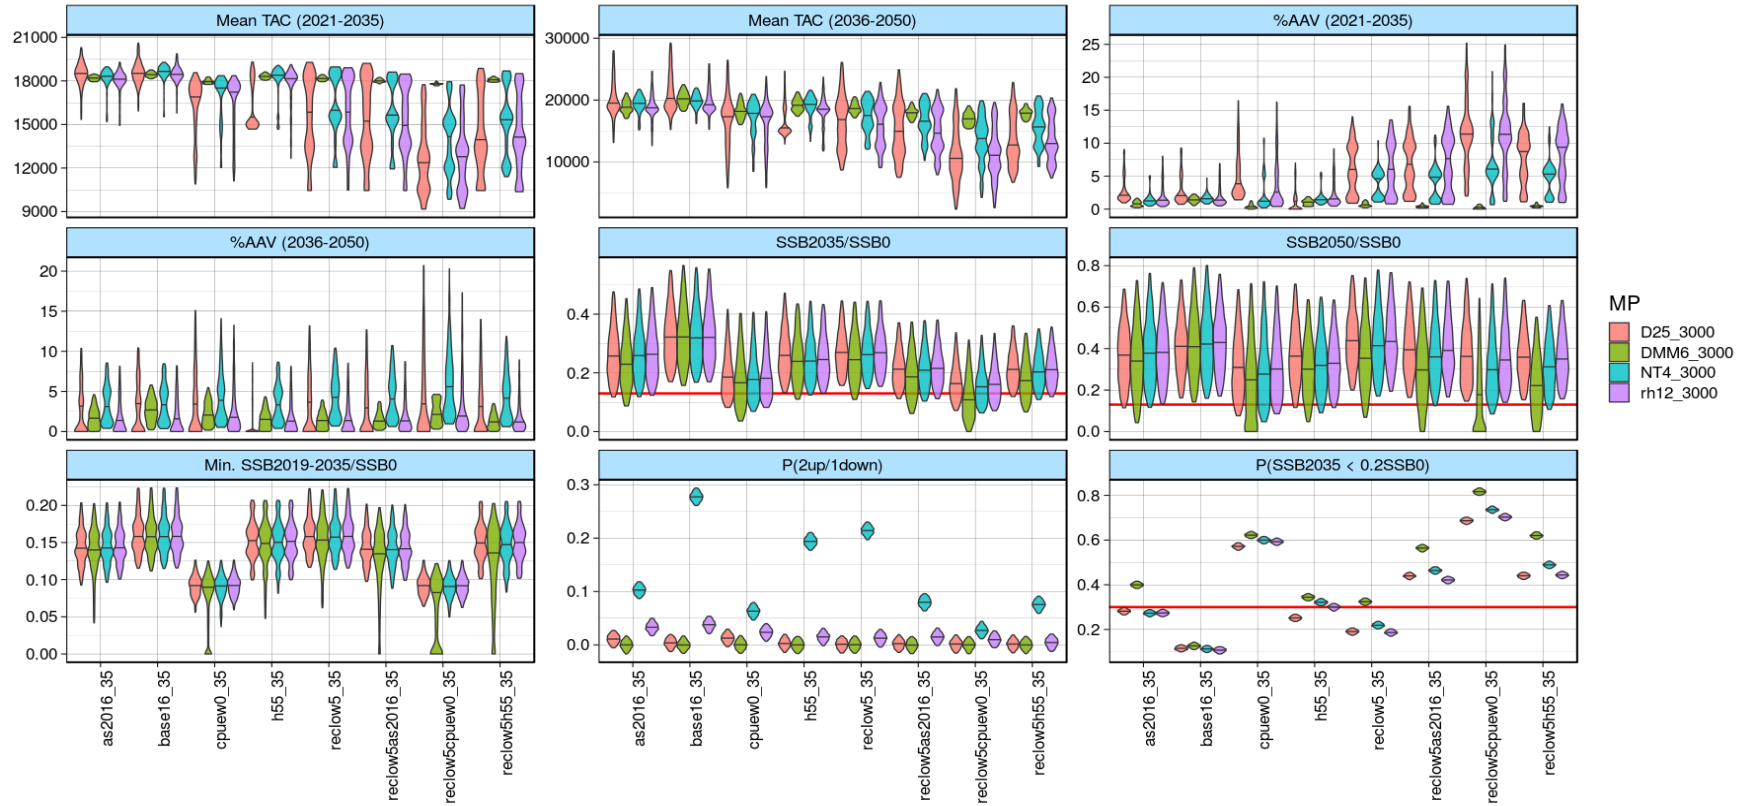 Mean TAC (2021-2035)
Mean TAC (2036-2050)
%AAV (2021-2035)
21000
18000
15000
12000
9000
30000
20000
10000
25
20
15
10
5
0
%AAV (2036-2050)
SSB2035/SSB0
SSB2050/SSB0
20
15
10
5
0
0.4
0.2
0.0
0.8
0.6
0.4
0.2
0.0
MP
D25_3000
DMM6_3000
NT4_3000
rh12_3000
Min. SSB2019-2035/SSB0
P(2up/1down)
P(SSB2035 < 0.2SSB0)
0.20
0.15
0.10
0.05
0.00
0.3
0.2
0.1
0.0
0.8
0.6
0.4
0.2
as2016_35
base16_35
cpuew0_35
h55_35
reclow5_35
reclow5as2016_35
reclow5cpuew0_35
reclow5h55_35
as2016_35
base16_35
cpuew0_35
h55_35
reclow5_35
reclow5as2016_35
reclow5cpuew0_35
reclow5h55_35
as2016_35
base16_35
cpuew0_35
h55_35
reclow5_35
reclow5as2016_35
reclow5cpuew0_35
reclow5h55_35